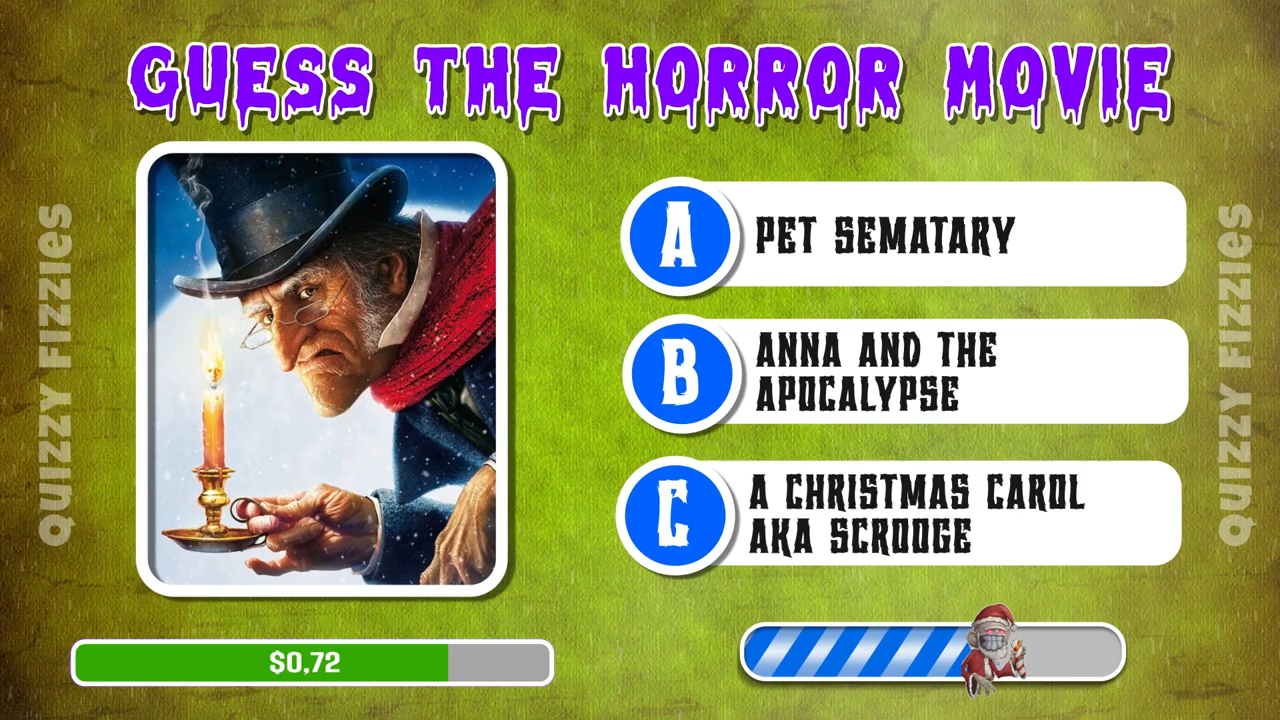 GUESS THE HORROR MOVIE
QUIZZY FIZZIES
A
PET SEMATARY
B
ANNA AND THE
APOCALYPSE
C
A CHRISTMAS CAROL
AKA SCROOGE
QUIZZY FIZZIES
$0,72